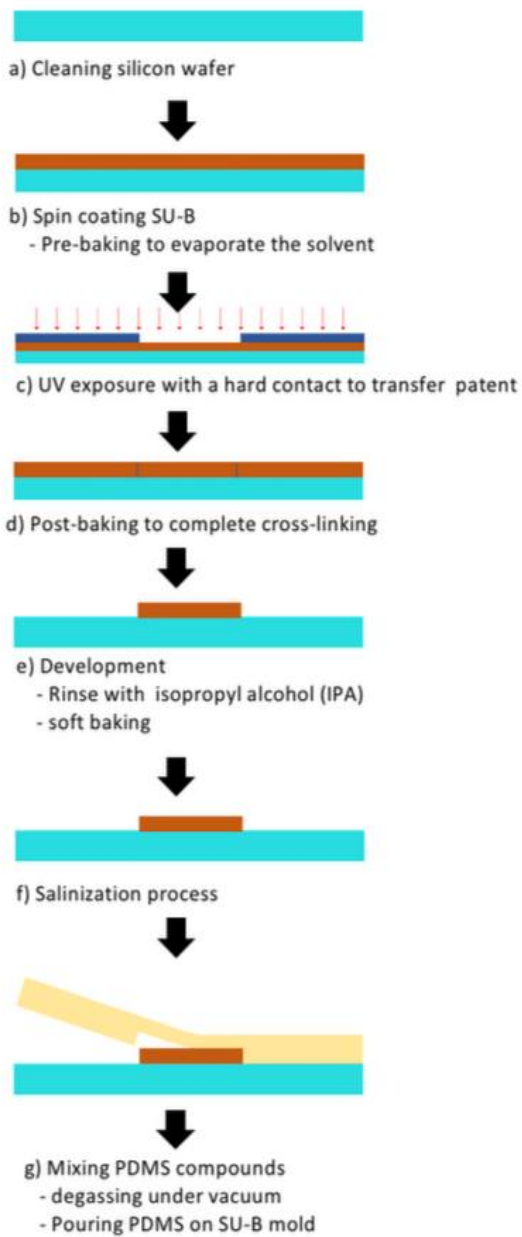 a) Cleaning silicon wafer
b) Spin coating SU-B
- Pre-baking to evaporate the solvent
c) UV exposure with a hard contact to transfer patent
d) Post-baking to complete cross-linking
e) Development
- Rinse with isopropyl alcohol (IPA)
- soft baking
f) Salinization process
g) Mixing PDMS compounds
- degassing under vacuum
- Pouring PDMS on SU-B mold